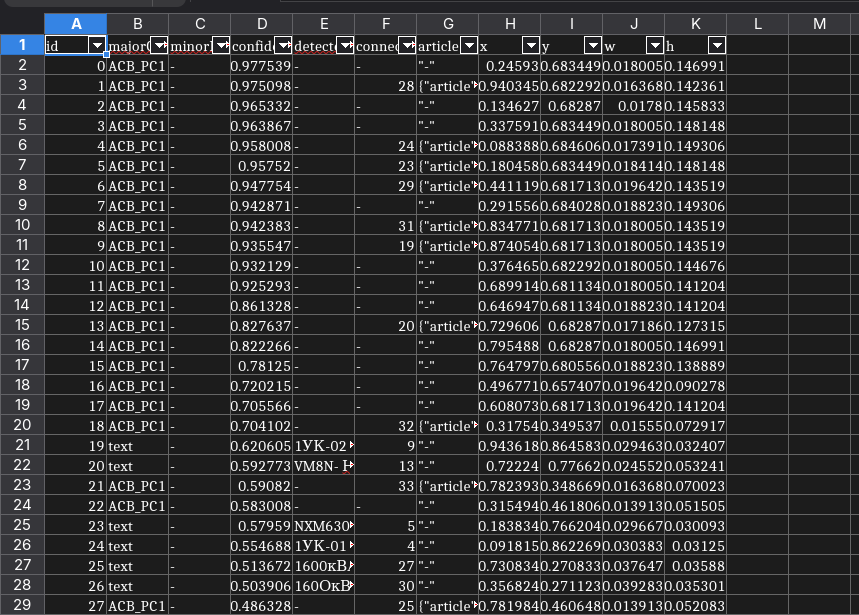 A B C D E F G H I J K L M
1 id major minor confid detect connec article x y w h
2 0 ACB_PC1 - 0.977539 - - "-" 0.24593 0.683449 0.018005 0.146991
3 1 ACB_PC1 - 0.975098 - 28 {"article" 0.940345 0.682292 0.016368 0.142361
4 2 ACB_PC1 - 0.965332 - - "-" 0.134627 0.68287 0.0178 0.145833
5 3 ACB_PC1 - 0.963867 - - "-" 0.337591 0.683449 0.018005 0.148148
6 4 ACB_PC1 - 0.958008 - 24 {"article" 0.088388 0.684606 0.017391 0.149306
7 5 ACB_PC1 - 0.95752 - 23 {"article" 0.180458 0.683449 0.018414 0.148148
8 6 ACB_PC1 - 0.947754 - 29 {"article" 0.441119 0.681713 0.019642 0.143519
9 7 ACB_PC1 - 0.942871 - - "-" 0.291556 0.684028 0.018823 0.149306
10 8 ACB_PC1 - 0.942383 - 31 {"article" 0.834771 0.681713 0.018005 0.143519
11 9 ACB_PC1 - 0.935547 - 19 {"article" 0.874054 0.681713 0.018005 0.143519
12 10 ACB_PC1 - 0.932129 - - "-" 0.376465 0.682292 0.018005 0.144676
13 11 ACB_PC1 - 0.925293 - - "-" 0.689914 0.681134 0.018005 0.141204
14 12 ACB_PC1 - 0.861328 - - "-" 0.646947 0.681134 0.018823 0.141204
15 13 ACB_PC1 - 0.827637 - 20 {"article" 0.729606 0.68287 0.017186 0.127315
16 14 ACB_PC1 - 0.822266 - - "-" 0.795488 0.68287 0.018005 0.146991
17 15 ACB_PC1 - 0.78125 - - "-" 0.764797 0.680556 0.018823 0.138889
18 16 ACB_PC1 - 0.720215 - - "-" 0.496771 0.657407 0.019642 0.090278
19 17 ACB_PC1 - 0.705566 - - "-" 0.608073 0.681713 0.019642 0.141204
20 18 ACB_PC1 - 0.704102 - 32 {"article" 0.31754 0.349537 0.01555 0.072917
21 19 text - 0.620605 1УК-02 9 "-" 0.943618 0.864583 0.029463 0.032407
22 20 text - 0.592773 VM8N- 13 "-" 0.72224 0.77662 0.024552 0.053241
23 21 ACB_PC1 - 0.59082 - 33 {"article" 0.782393 0.348669 0.016368 0.070023
24 22 ACB_PC1 - 0.583008 - - "-" 0.315494 0.461806 0.013913 0.051505
25 23 text - 0.57959 NXM630 5 "-" 0.183834 0.766204 0.029667 0.030093
26 24 text - 0.554688 1УК-01 4 "-" 0.091815 0.862269 0.030383 0.03125
27 25 text - 0.513672 1600кВ 27 "-" 0.730834 0.270833 0.037647 0.03588
28 26 text - 0.503906 160ОкВ 30 "-" 0.356824 0.271123 0.039283 0.035301
29 27 ACB_PC1 - 0.486328 - 25 {"article" 0.781984 0.460648 0.013913 0.052083